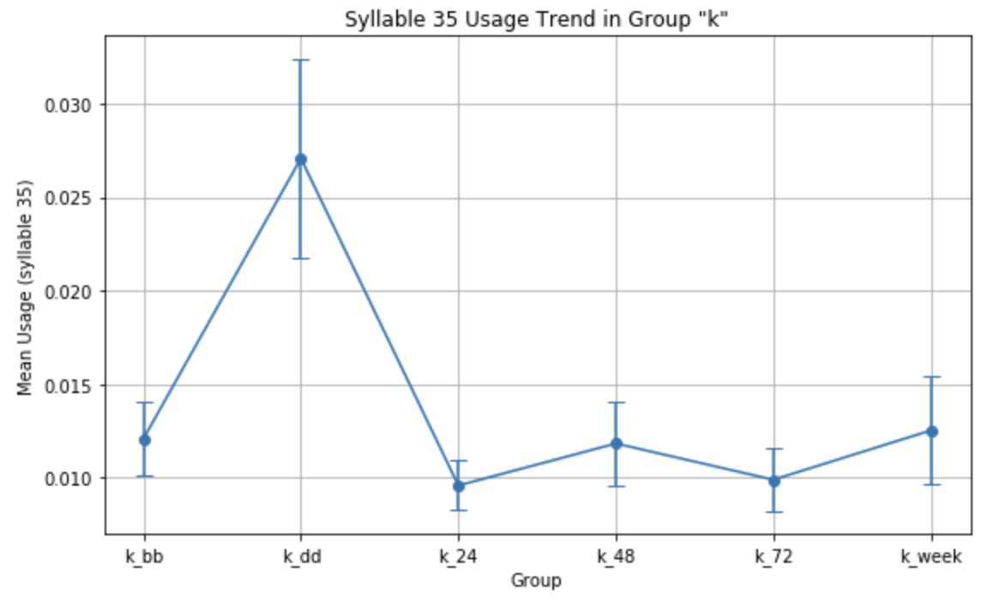 Syllable 35 Usage Trend in Group "k"
Mean Usage (syllable 35)
0.030
0.025
0.020
0.015
0.010
k_bb k_dd k_24 k_48 k_72 k_week
Group